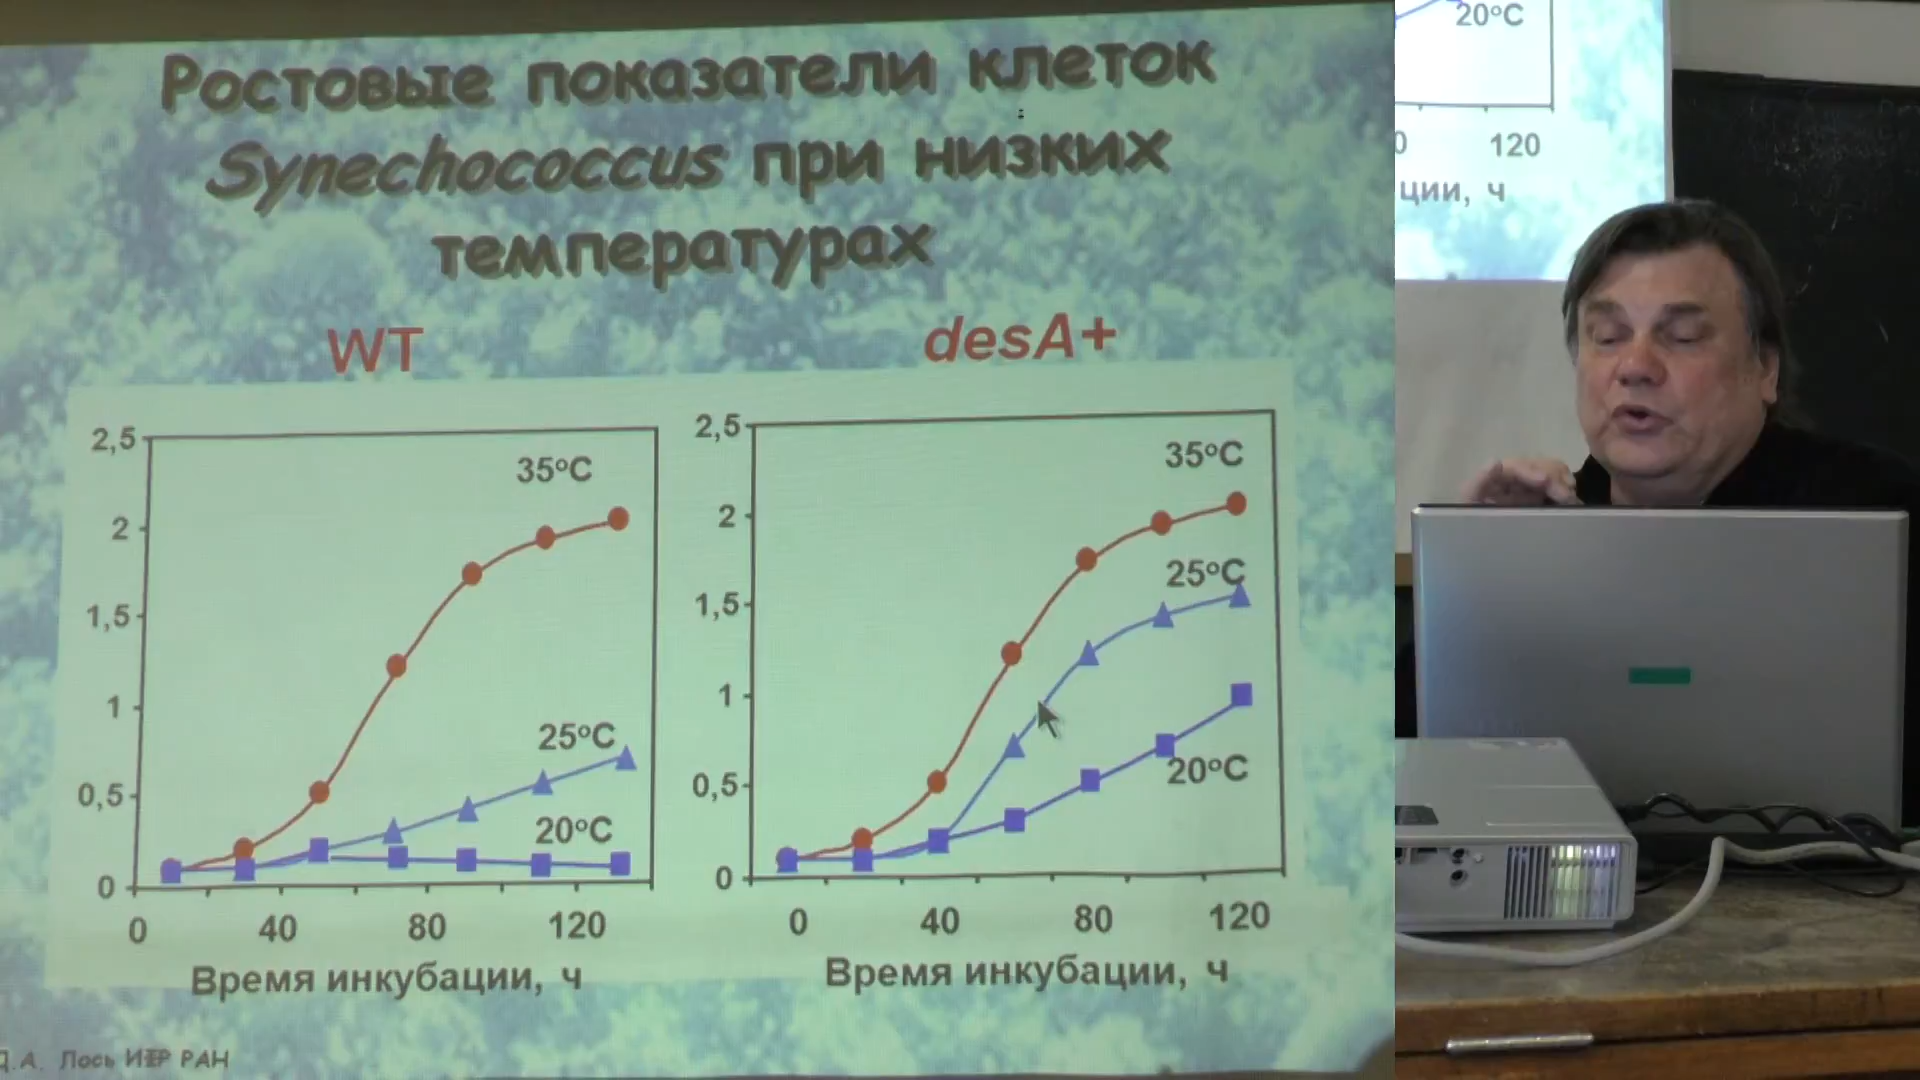 Ростовые показатели клеток
Synechococcus при низких
температурах
WT
desA+
2,5
2
1,5
1
0,5
0
35°C
25°C
20°C
0 40 80 120
Время инкубации, ч
2,5
2
1,5
1
0,5
0
35°C
25°C
20°C
0 40 80 120
Время инкубации, ч
Д.А. Лось РАН
20°C
0 120
ции, ч